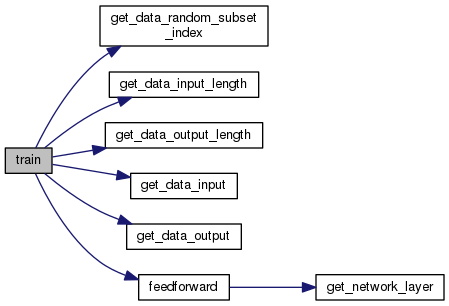 get_data_random_subset
_index
get_data_input_length
get_data_output_length
train
get_data_input
get_data_output
feedforward
get_network_layer